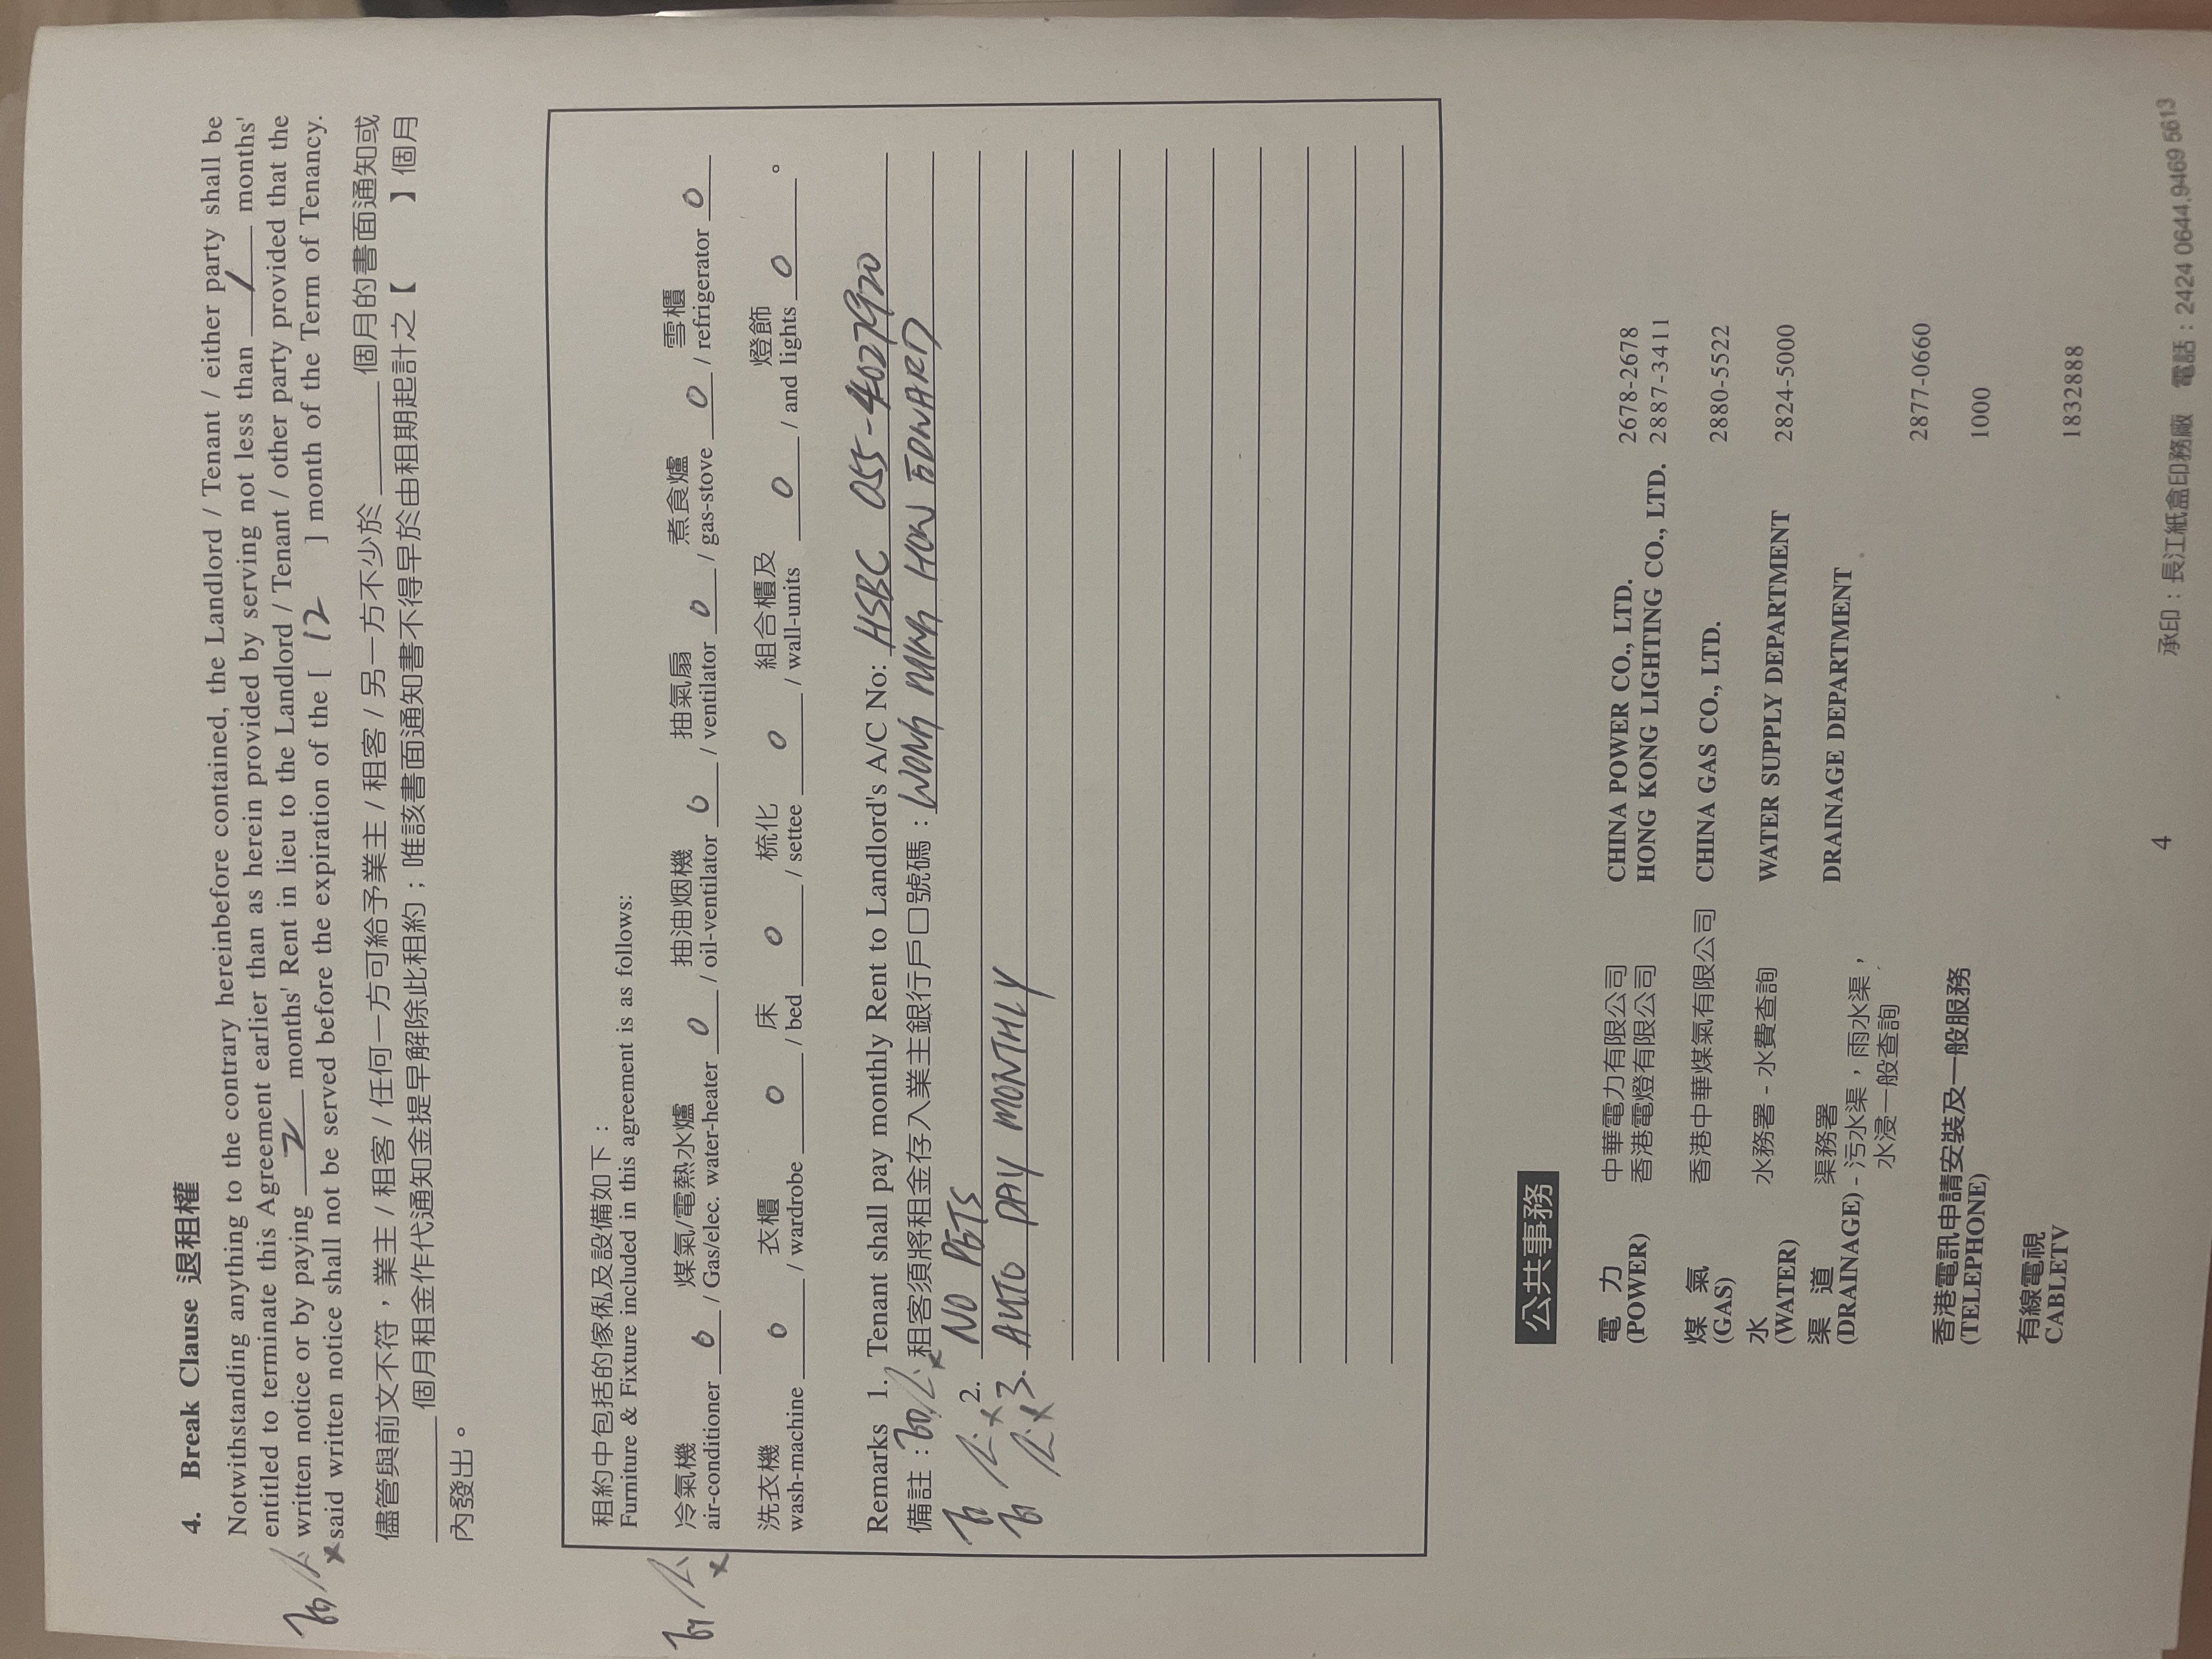 4. Break Clause 退租權
Notwithstanding anything to the contrary hereinbefore contained, the Landlord / Tenant / either party shall be
entitled to terminate this Agreement earlier than as herein provided by serving not less than / months'
written notice or by paying 2 months' Rent in lieu to the Landlord / Tenant / other party provided that the
said written notice shall not be served before the expiration of the [ 12 ] month of the Term of Tenancy.
儘管與前文不符，業主 / 租客 / 任何一方可給予業主 / 租客 / 另一方不少於 個月的書面通知或
個月租金作代通知金提早解除此租約；唯該書面通知書不得早於由租期起計之【 】個月
內發出。
租約中包括的傢俬及設備如下：
Furniture & Fixture included in this agreement is as follows:
冷氣機 煤氣/電熱水爐 抽油烟機 抽氣扇 煮食爐 雪櫃
air-conditioner 0 / Gas/elec. water-heater 0 / oil-ventilator 0 / ventilator 0 / gas-stove 0 / refrigerator 0
洗衣機 衣櫃 床 梳化 組合櫃及 燈飾
wash-machine 0 / wardrobe 0 / bed 0 / settee 0 / wall-units 0 / and lights 0 。
Remarks 1. Tenant shall pay monthly Rent to Landlord's A/C No: HSBC 055-4027920
備註： 租客須將租金存入業主銀行戶口號碼：WONG MING HOW EDWARD
2. NO PETS
3. AUTO PAY MONTHLY
公共事務
電 力 中華電力有限公司 CHINA POWER CO., LTD. 2678-2678
(POWER) 香港電燈有限公司 HONG KONG LIGHTING CO., LTD. 2887-3411
煤 氣 香港中華煤氣有限公司 CHINA GAS CO., LTD. 2880-5522
(GAS)
水 水務署 - 水費查詢 WATER SUPPLY DEPARTMENT 2824-5000
(WATER)
渠 道 渠務署 DRAINAGE DEPARTMENT
(DRAINAGE) - 污水渠，雨水渠，
水浸一般查詢 2877-0660
香港電訊申請安裝及一般服務 1000
(TELEPHONE)
有線電視
CABLETV 1832888
4
承印：長江紙盒印務廠 電話：2424 0644,9469 5613